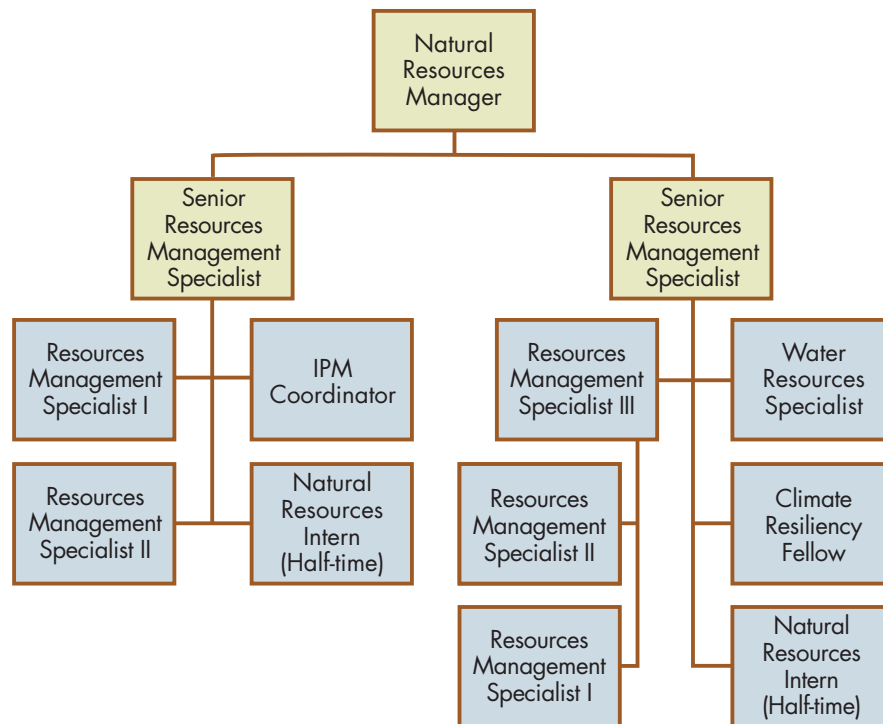 Natural
Resources
Manager
Senior
Resources
Management
Specialist
Senior
Resources
Management
Specialist
Resources
Management
Specialist I
IPM
Coordinator
Resources
Management
Specialist III
Water
Resources
Specialist
Resources
Management
Specialist II
Natural
Resources
Intern
(Half-time)
Resources
Management
Specialist II
Climate
Resiliency
Fellow
Resources
Management
Specialist I
Natural
Resources
Intern
(Half-time)